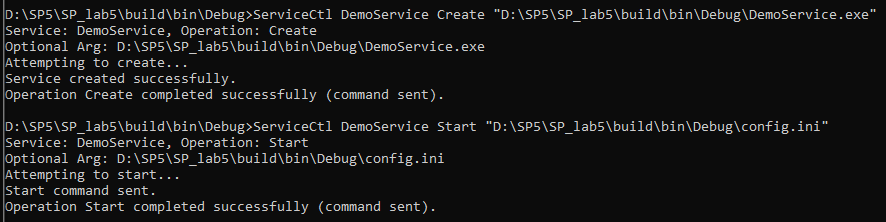 D:\SP5\SP_lab5\build\bin\Debug>ServiceCtl DemoService Create "D:\SP5\SP_lab5\build\bin\Debug\DemoService.exe"
Service: DemoService, Operation: Create
Optional Arg: D:\SP5\SP_lab5\build\bin\Debug\DemoService.exe
Attempting to create...
Service created successfully.
Operation Create completed successfully (command sent).
D:\SP5\SP_lab5\build\bin\Debug>ServiceCtl DemoService Start "D:\SP5\SP_lab5\build\bin\Debug\config.ini"
Service: DemoService, Operation: Start
Optional Arg: D:\SP5\SP_lab5\build\bin\Debug\config.ini
Attempting to start...
Start command sent.
Operation Start completed successfully (command sent).